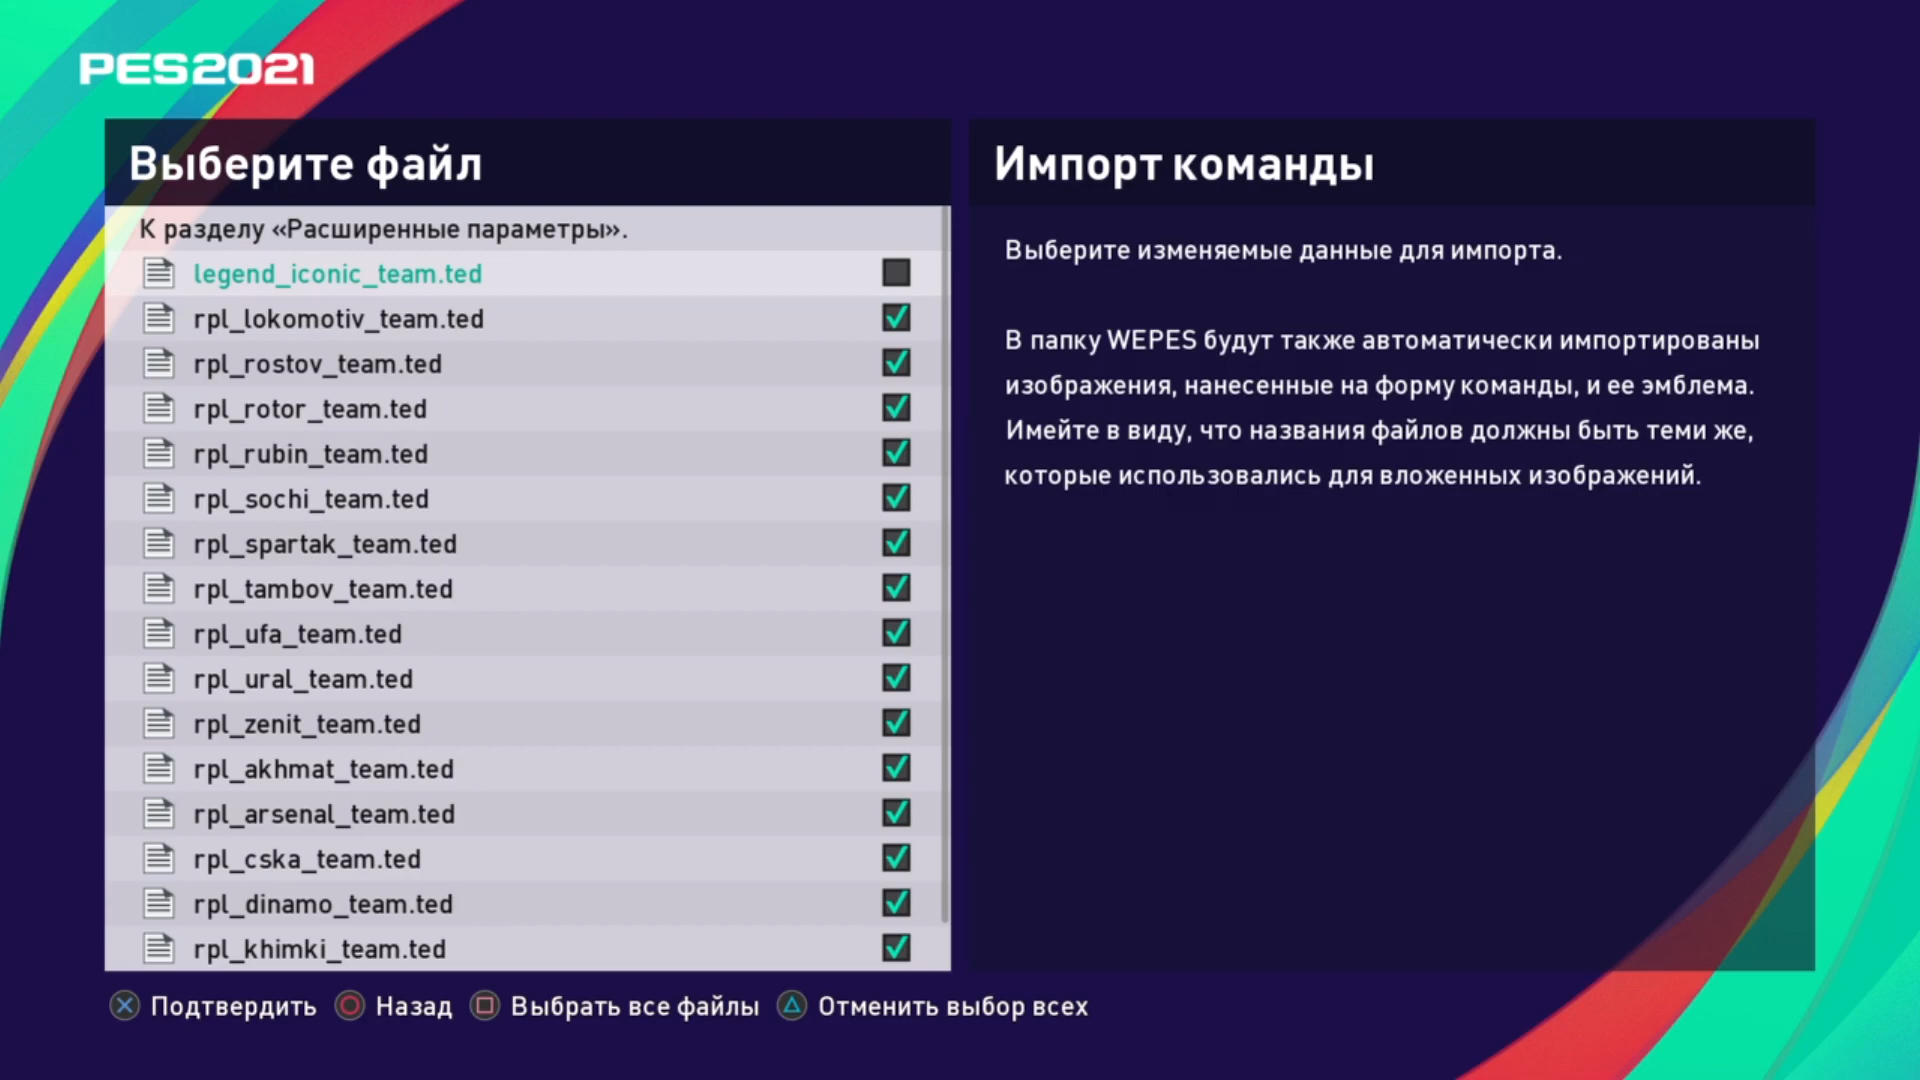 PES2021
Выберите файл
К разделу «Расширенные параметры».
legend_iconic_team.ted
rpl_lokomotiv_team.ted
rpl_rostov_team.ted
rpl_rotor_team.ted
rpl_rubin_team.ted
rpl_sochi_team.ted
rpl_spartak_team.ted
rpl_tambov_team.ted
rpl_ufa_team.ted
rpl_ural_team.ted
rpl_zenit_team.ted
rpl_akhmat_team.ted
rpl_arsenal_team.ted
rpl_cska_team.ted
rpl_dinamo_team.ted
rpl_khimki_team.ted
Импорт команды
Выберите изменяемые данные для импорта.
В папку WEPES будут также автоматически импортированы
изображения, нанесенные на форму команды, и ее эмблема.
Имейте в виду, что названия файлов должны быть теми же,
которые использовались для вложенных изображений.
Подтвердить Назад Выбрать все файлы Отменить выбор всех